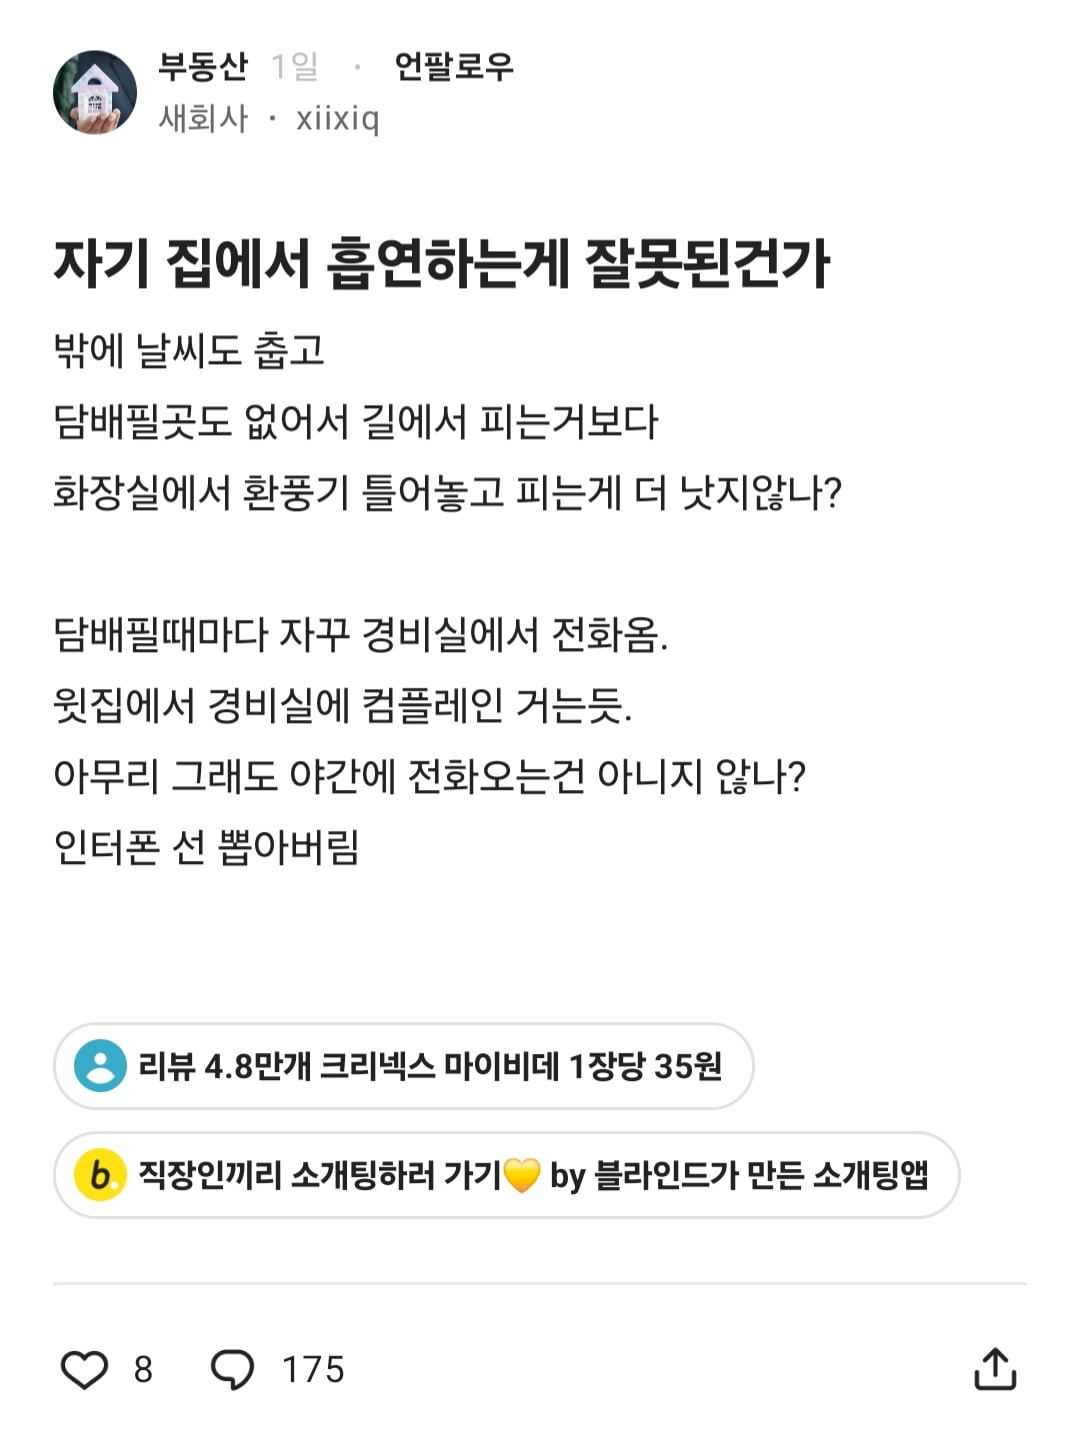 부동산 1일 · 언팔로우
새회사 · xiixiq
자기 집에서 흡연하는게 잘못된건가
밖에 날씨도 춥고
담배필곳도 없어서 길에서 피는거보다
화장실에서 환풍기 틀어놓고 피는게 더 낫지않나?
담배필때마다 자꾸 경비실에서 전화옴.
윗집에서 경비실에 컴플레인 거는듯.
아무리 그래도 야간에 전화오는건 아니지 않나?
인터폰 선 뽑아버림
리뷰 4.8만개 크리넥스 마이비데 1장당 35원
b. 직장인끼리 소개팅하러 가기💛 by 블라인드가 만든 소개팅앱
8 175